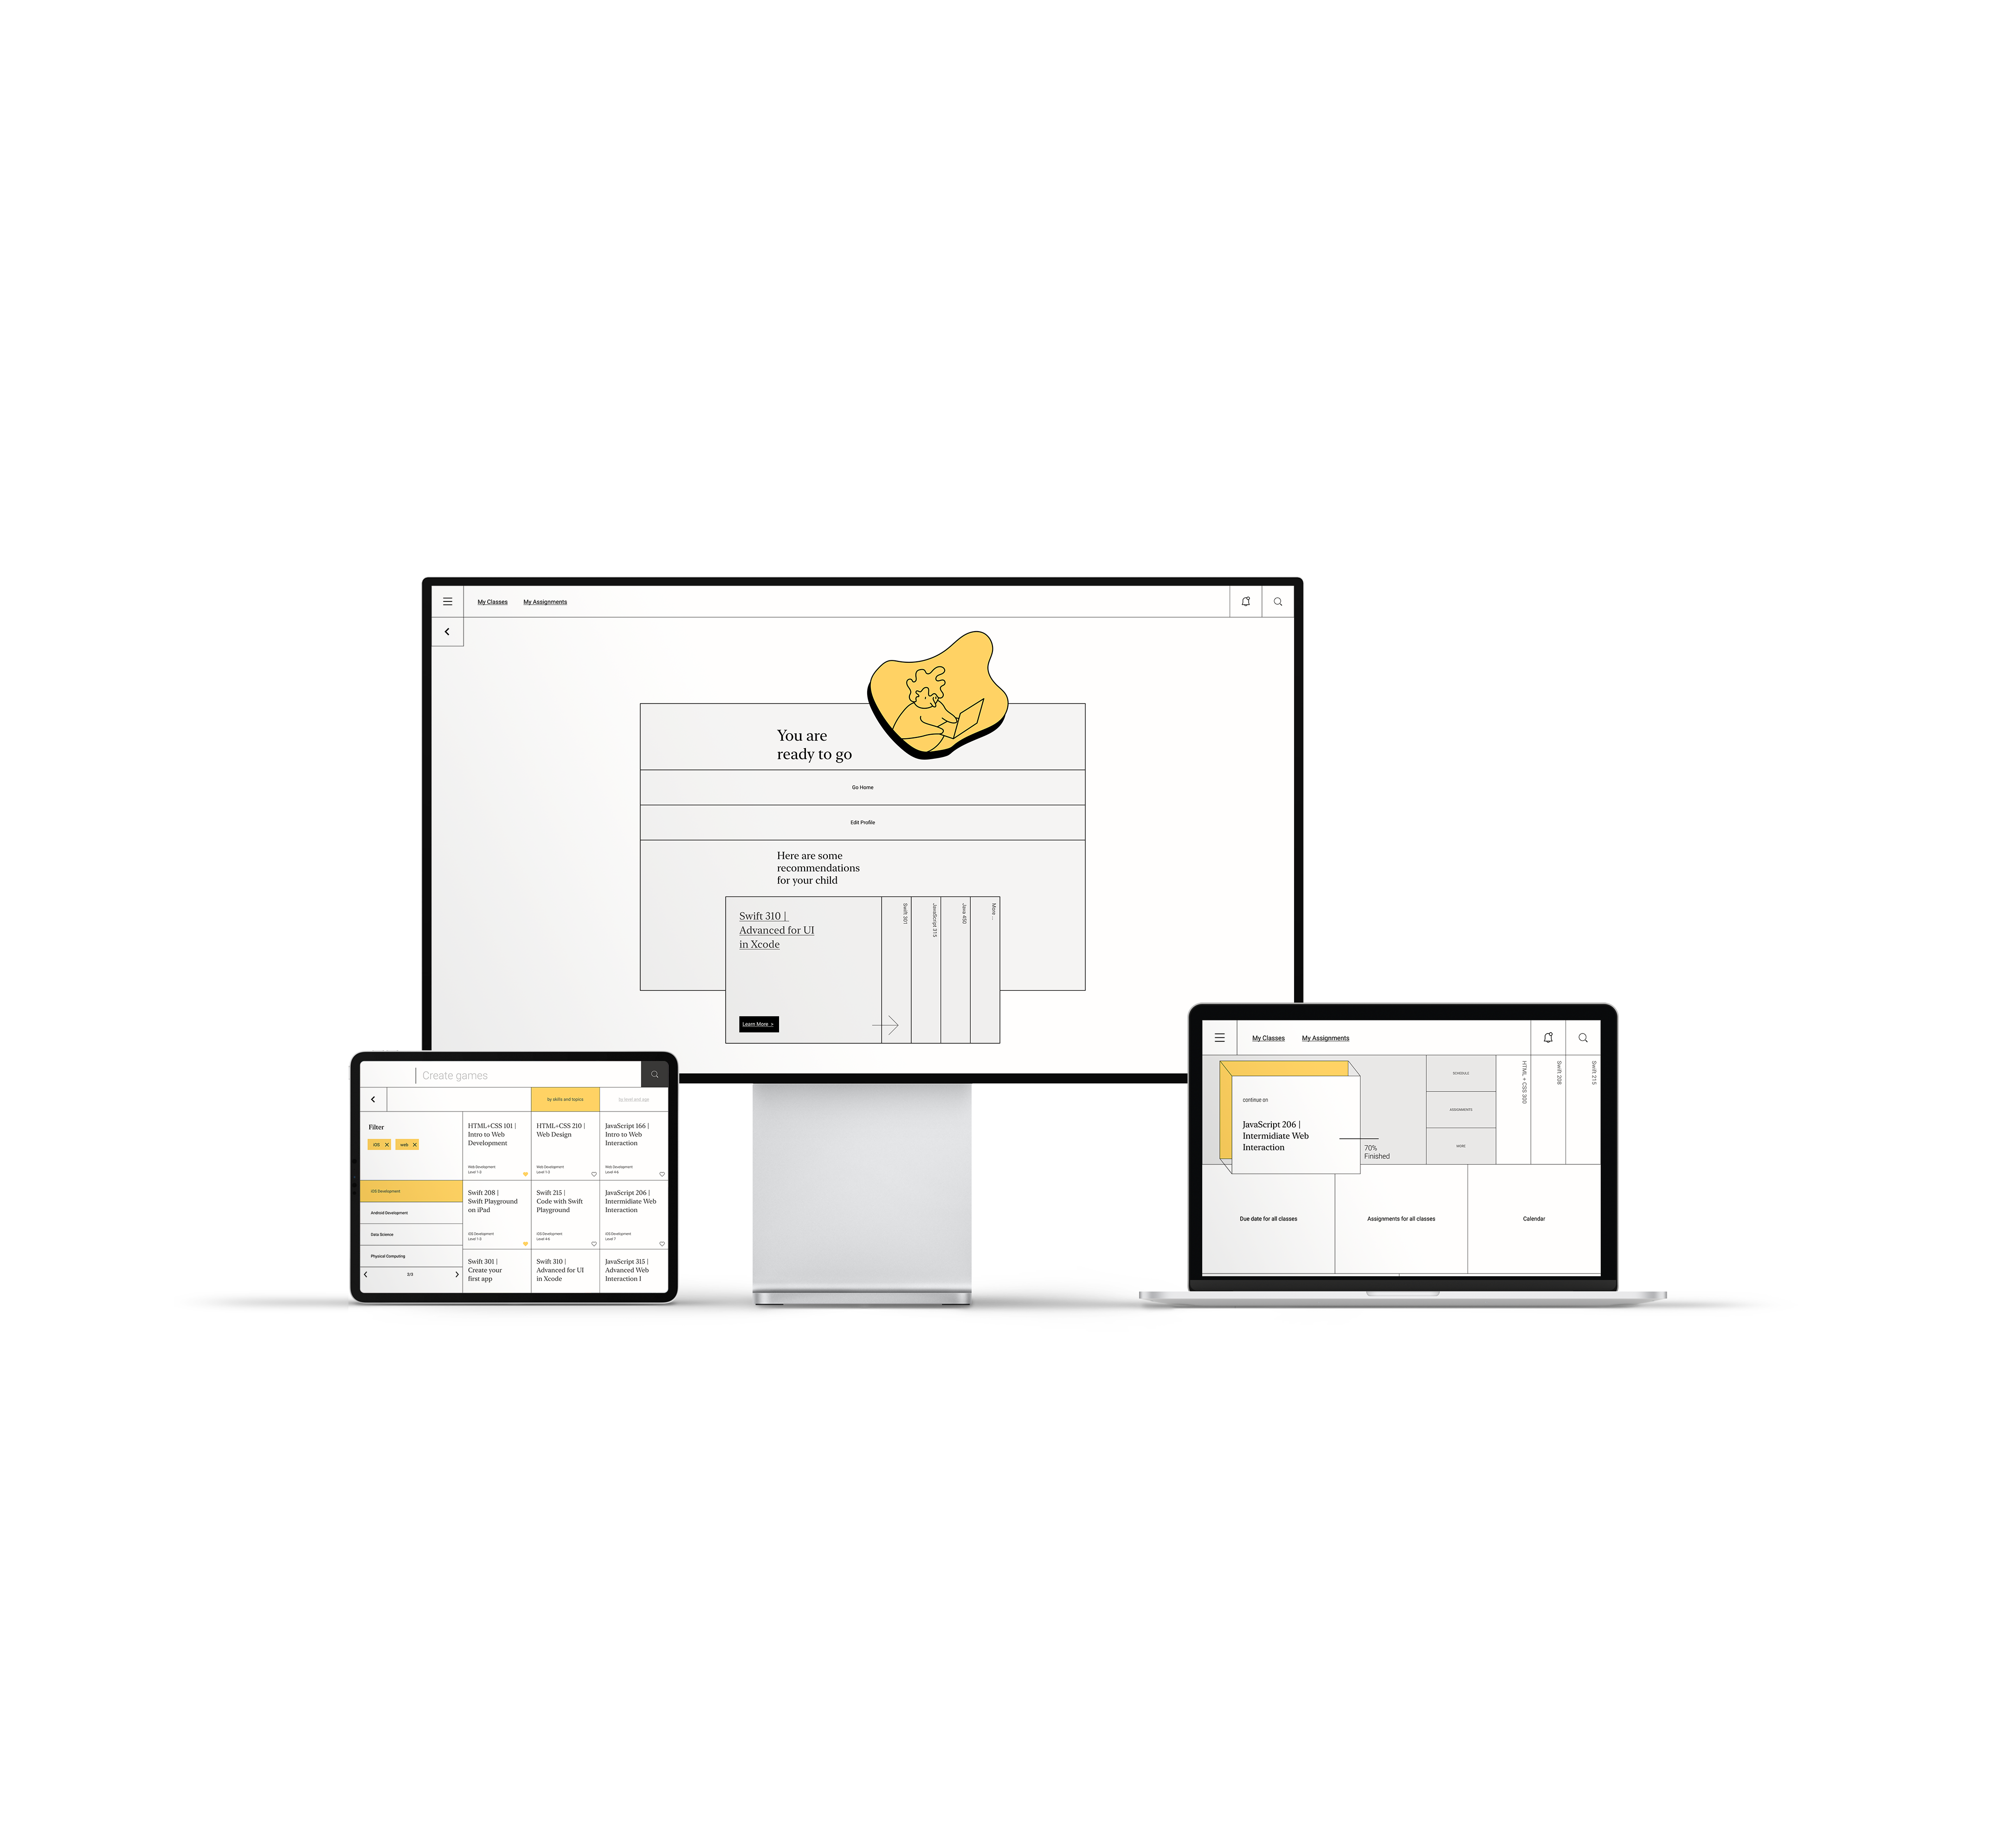 My Classes
My Assignments
You are
ready to go
Go Home
Edit Profile
Here are some
recommendations
for your child
Swift 310 |
Advanced for UI
in Xcode
Learn More >
Swift 301
JavaScript 315
Java 450
More ...
Create games
by skills and topics
by level and age
Filter
iOS
web
iOS Development
Android Development
Data Science
Physical Computing
HTML+CSS 101 |
Intro to Web
Development
Web Development
Level 1-3
HTML+CSS 210 |
Web Design
Web Development
JavaScript 166 |
Intro to Web
Interaction
Web Development
Level 4-6
Swift 208 |
Swift Playground
on iPad
iOS Development
Swift 215 |
Code with Swift
Playground
iOS Development
Level 4-6
JavaScript 206 |
Intermidiate Web
Interaction
iOS Development
Level 7
Swift 301 |
Create your
first app
Swift 310 |
Advanced for UI
in Xcode
JavaScript 315 |
Advanced Web
Interaction I
My Classes
My Assignments
continue on
JavaScript 206 |
Intermidiate Web
Interaction
70%
Finished
SCHEDULE
ASSIGNMENTS
MORE
HTML + CSS 300
Swift 208
Swift 215
Due date for all classes
Assignments for all classes
Calendar